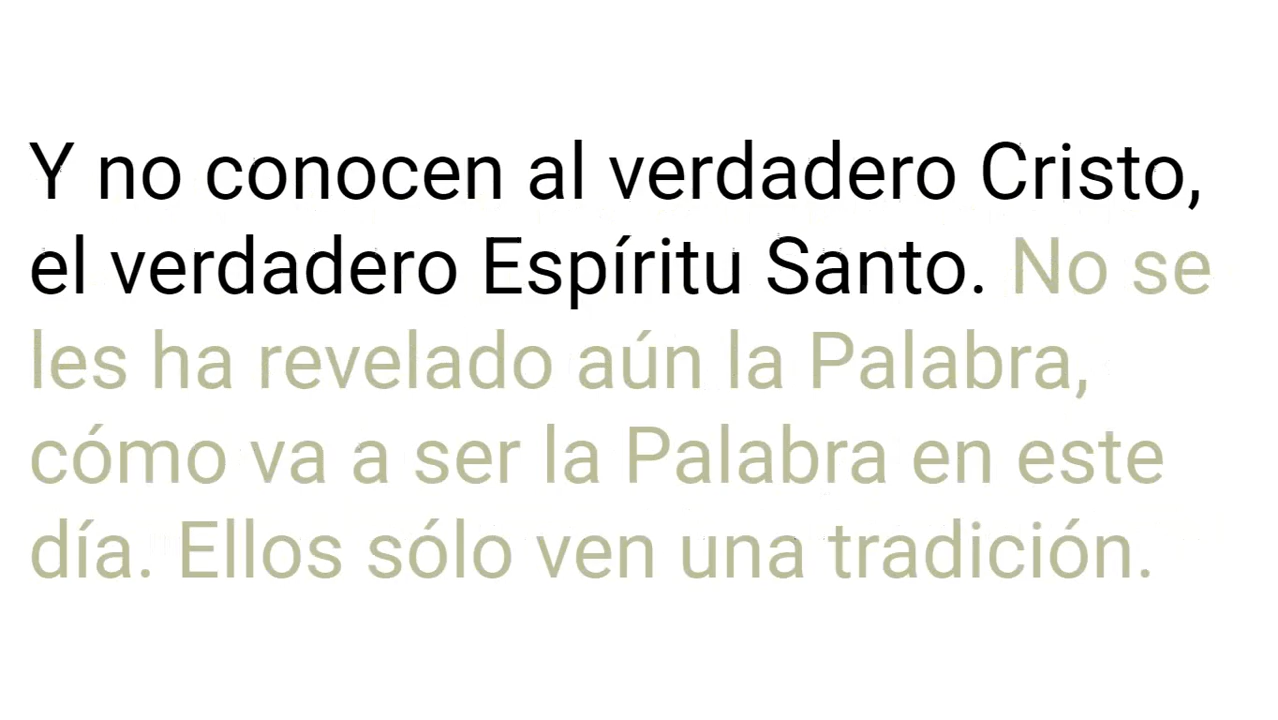 Y no conocen al verdadero Cristo,
el verdadero Espíritu Santo. No se
les ha revelado aún la Palabra,
cómo va a ser la Palabra en este
día. Ellos sólo ven una tradición.